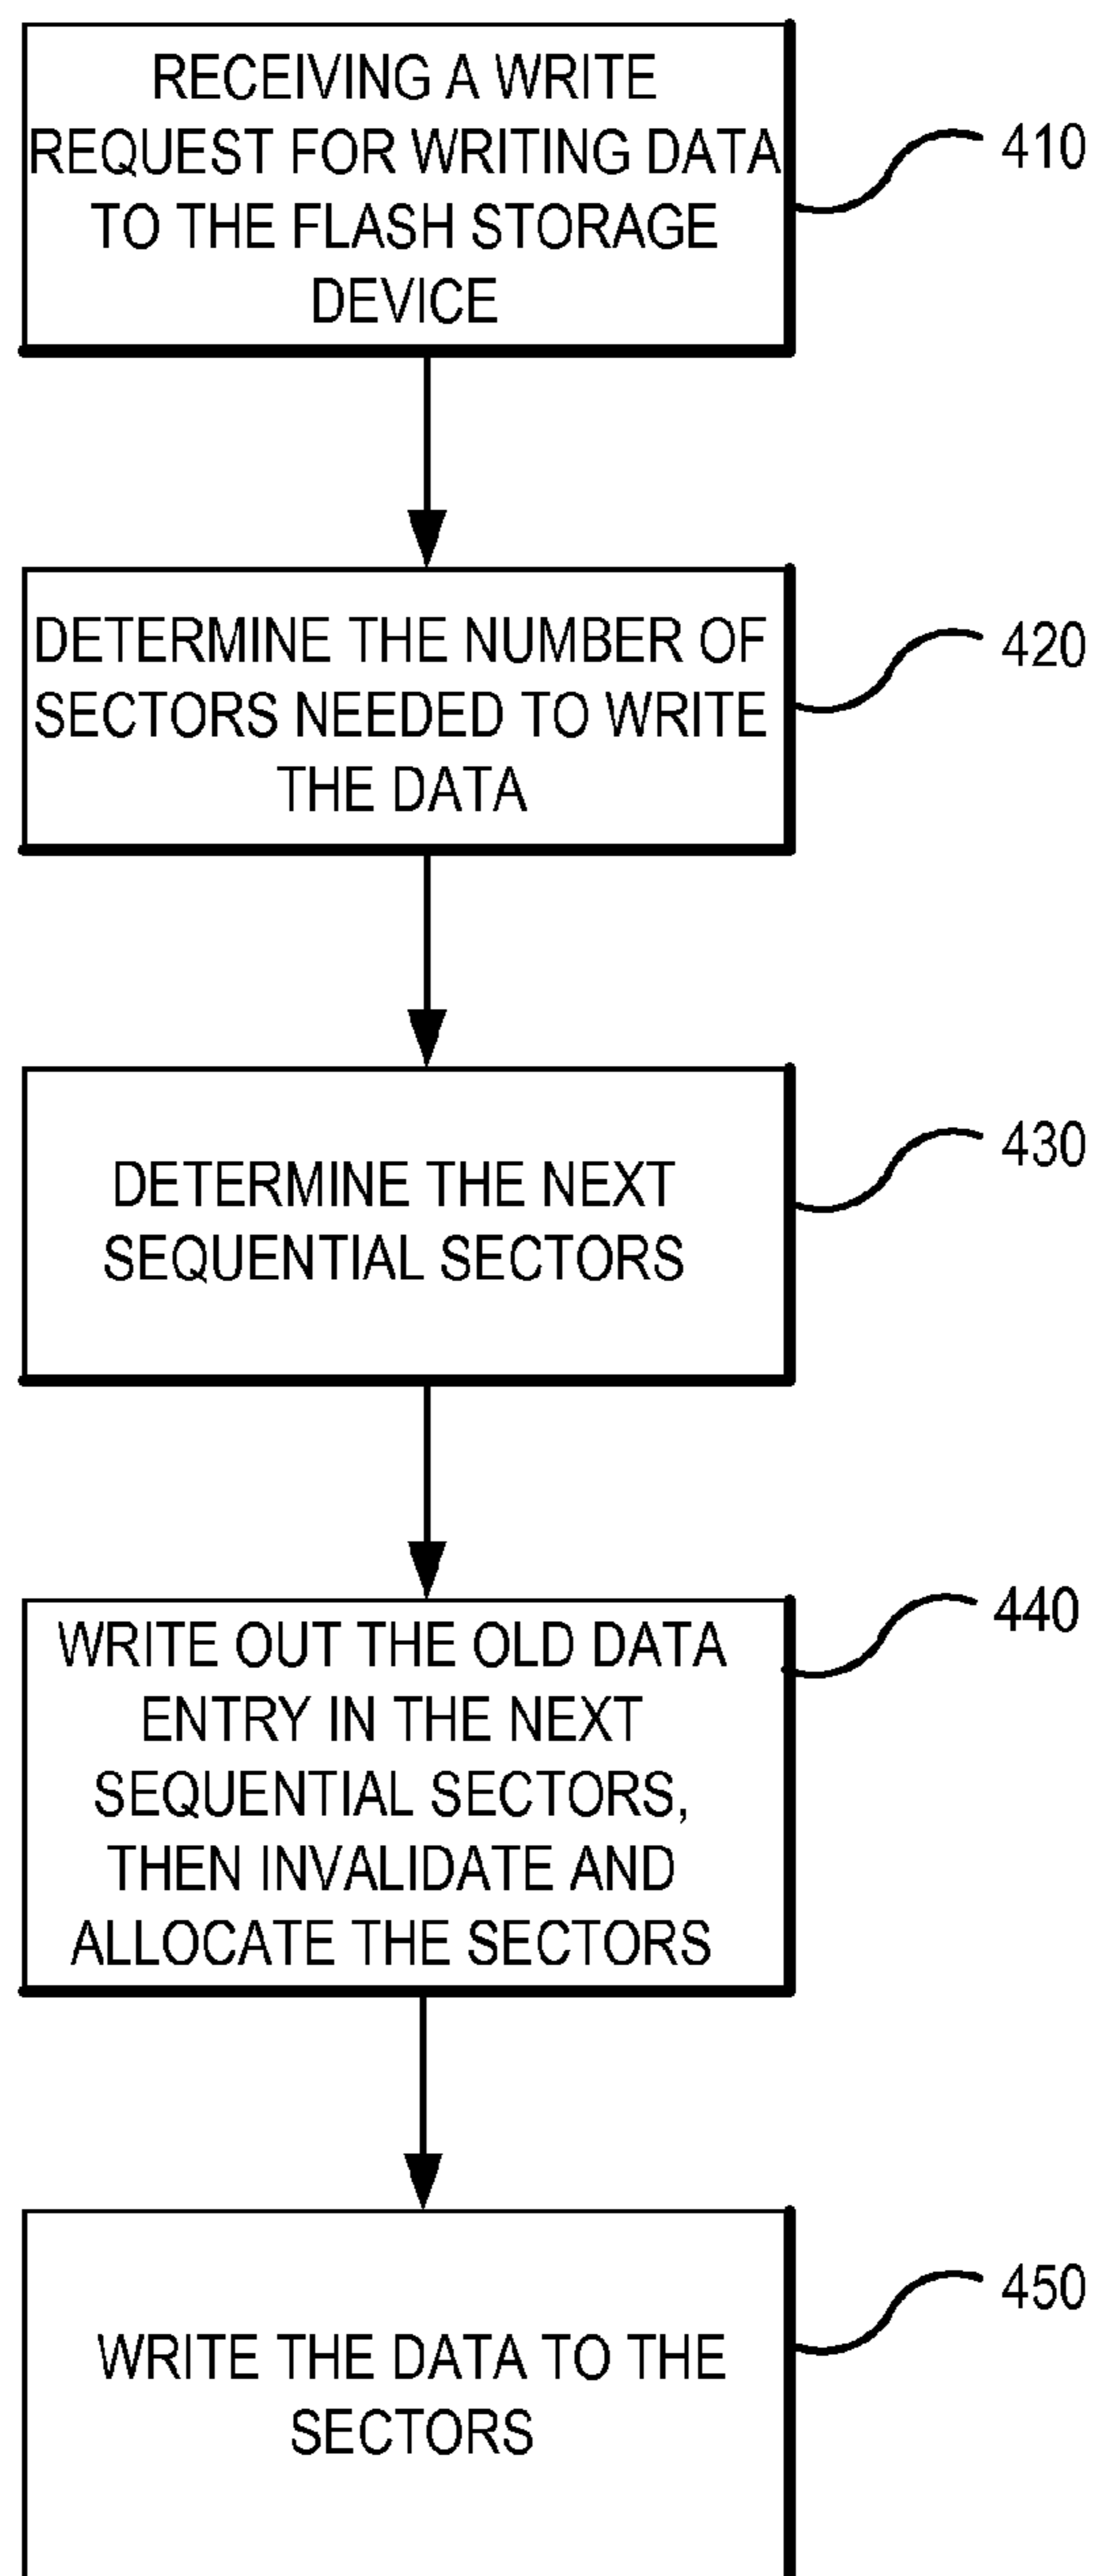 RECEIVING A WRITE
REQUEST FOR WRITING DATA
TO THE FLASH STORAGE
DEVICE
410
DETERMINE THE NUMBER OF
SECTORS NEEDED TO WRITE
THE DATA
420
DETERMINE THE NEXT
SEQUENTIAL SECTORS
430
WRITE OUT THE OLD DATA
ENTRY IN THE NEXT
SEQUENTIAL SECTORS,
THEN INVALIDATE AND
ALLOCATE THE SECTORS
440
WRITE THE DATA TO THE
SECTORS
450